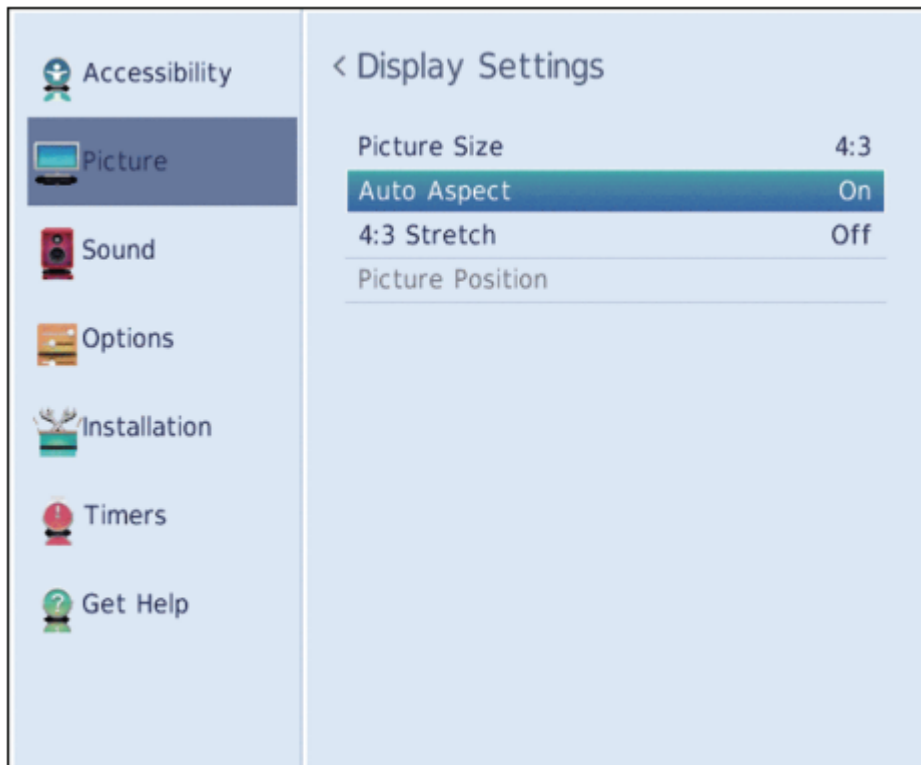 Accessibility
Picture
Sound
Options
Installation
Timers
Get Help
< Display Settings
Picture Size 4:3
Auto Aspect On
4:3 Stretch Off
Picture Position